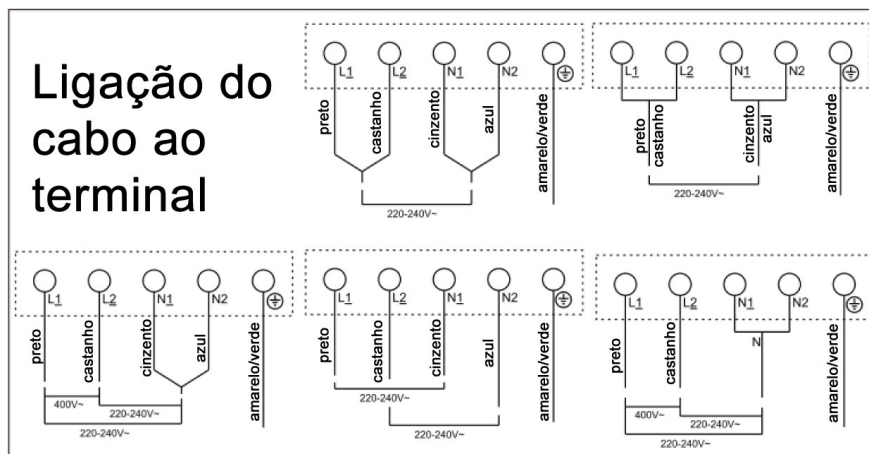 Ligação do
cabo ao
terminal
L1 L2 N1 N2
preto castanho cinzento azul amarelo/verde
220-240V~
L1 L2 N1 N2
preto castanho cinzento azul amarelo/verde
220-240V~
L1 L2 N1 N2
preto castanho cinzento azul amarelo/verde
400V~
220-240V~
220-240V~
L1 L2 N1 N2
preto castanho cinzento azul amarelo/verde
220-240V~
220-240V~
L1 L2 N1 N2
N
preto castanho amarelo/verde
400V~
220-240V~
220-240V~